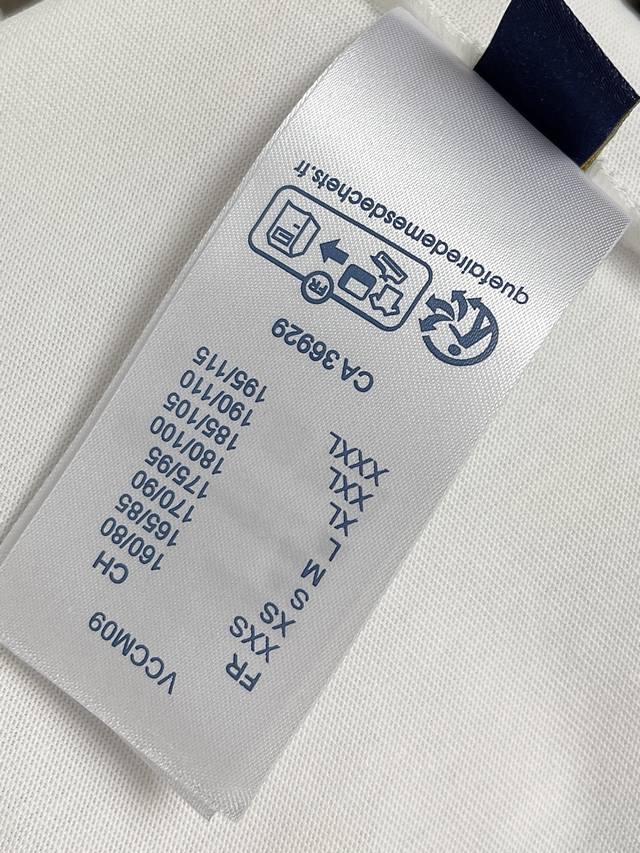 VCCM09
FR CH
XXS 160/80
XS 165/85
S 170/90
M 175/95
L 180/100
XL 185/105
XXL 190/110
XXXL 195/115
CA 36929
FR
quefairedemesdechets.fr